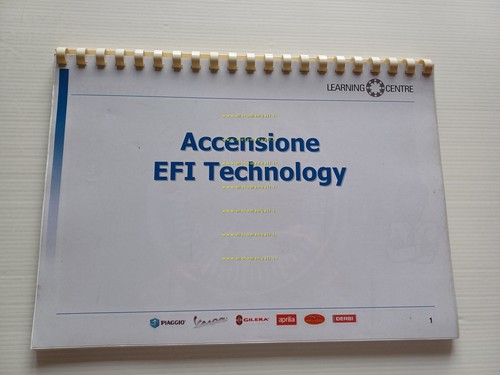 LEARNING CENTRE
Accensione
EFI Technology
PIAGGIO Vespa GILERA aprilia DERBI
1